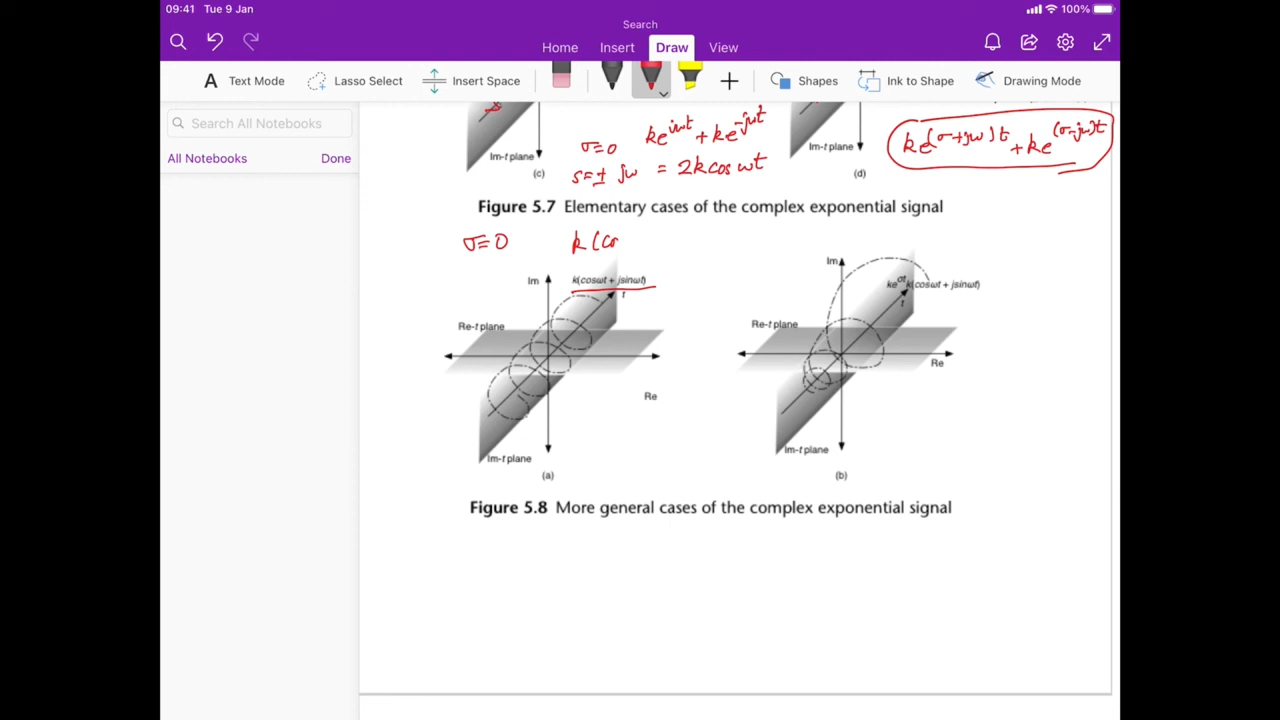 09:41 Tue 9 Jan
100%
Search
Home Insert Draw View
Text Mode Lasso Select Insert Space Shapes Ink to Shape Drawing Mode
Search All Notebooks
All Notebooks Done
σ=0 ke^{jωt} + ke^{-jωt}
s=± jω = 2k cos ωt
ke^{(σ+jω)t} + ke^{(σ-jω)t}
Im-t plane
(c)
Im-t plane
(d)
Figure 5.7 Elementary cases of the complex exponential signal
σ=0 k(co
Im
k(cosωt + jsinωt)
t
Re-t plane
Re
Im-t plane
(a)
Im
ke^{σt}k(cosωt + jsinωt)
t
Re-t plane
Re
Im-t plane
(b)
Figure 5.8 More general cases of the complex exponential signal